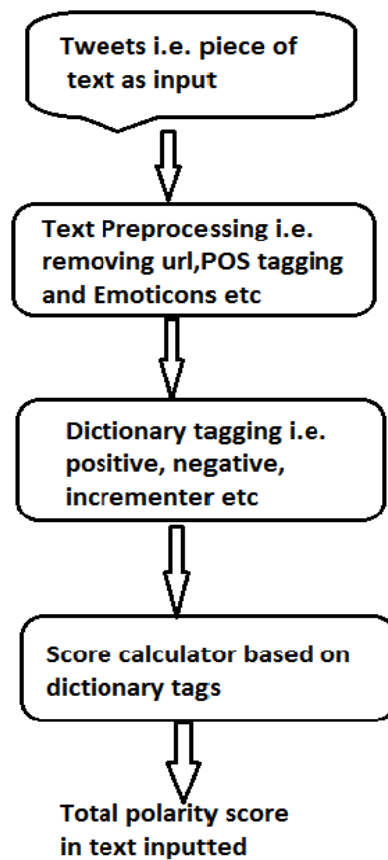 Tweets i.e. piece of
text as input
Text Preprocessing i.e.
removing url,POS tagging
and Emoticons etc
Dictionary tagging i.e.
positive, negative,
incrementer etc
Score calculator based on
dictionary tags
Total polarity score
in text inputted